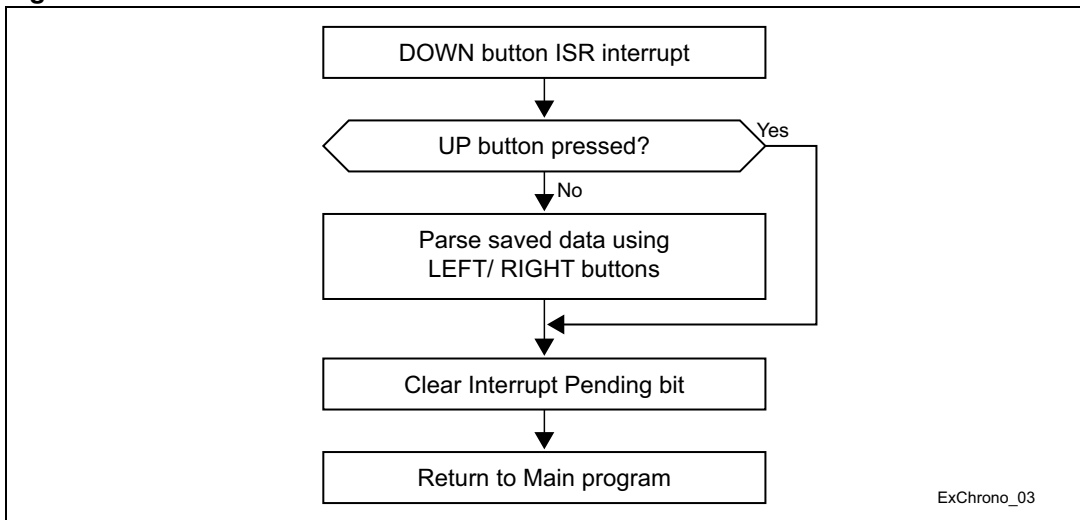 DOWN button ISR interrupt
UP button pressed?
Yes
No
Parse saved data using
LEFT/ RIGHT buttons
Clear Interrupt Pending bit
Return to Main program
ExChrono_03